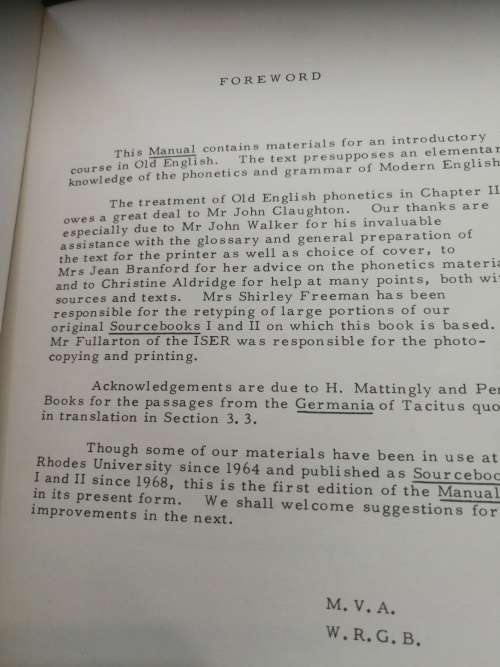 FOREWORD
This Manual contains materials for an introductory
course in Old English. The text presupposes an elementar
knowledge of the phonetics and grammar of Modern English
The treatment of Old English phonetics in Chapter II
owes a great deal to Mr John Claughton. Our thanks are
especially due to Mr John Walker for his invaluable
assistance with the glossary and general preparation of
the text for the printer as well as choice of cover, to
Mrs Jean Branford for her advice on the phonetics materia
and to Christine Aldridge for help at many points, both wi
sources and texts. Mrs Shirley Freeman has been
responsible for the retyping of large portions of our
original Sourcebooks I and II on which this book is based.
Mr Fullarton of the ISER was responsible for the photo-
copying and printing.
Acknowledgements are due to H. Mattingly and Pen
Books for the passages from the Germania of Tacitus quo
in translation in Section 3.3.
Though some of our materials have been in use at
Rhodes University since 1964 and published as Sourceboo
I and II since 1968, this is the first edition of the Manual
in its present form. We shall welcome suggestions for
improvements in the next.
M.V.A.
W.R.G.B.